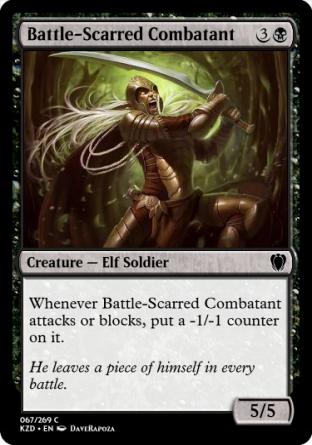 Battle-Scarred Combatant 3
Creature — Elf Soldier
Whenever Battle-Scarred Combatant
attacks or blocks, put a -1/-1 counter
on it.
He leaves a piece of himself in every
battle.
5/5
067/269 C
KZD • EN DaveRapoza